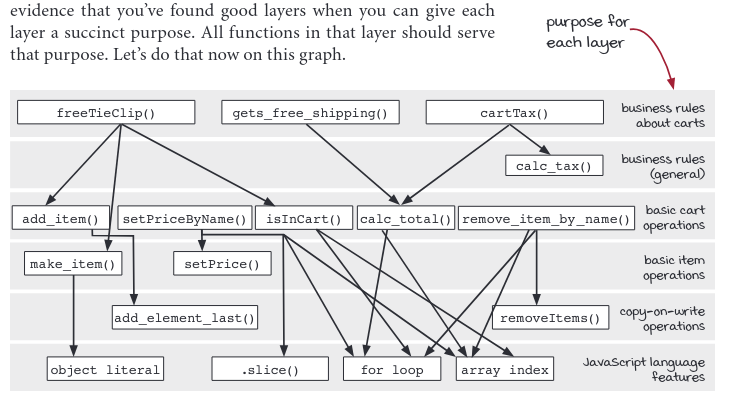 evidence that you've found good layers when you can give each
layer a succinct purpose. All functions in that layer should serve
that purpose. Let's do that now on this graph.
purpose for
each layer
freeTieClip()
gets_free_shipping()
cartTax()
business rules
about carts
calc_tax()
business rules
(general)
add_item()
setPriceByName()
isInCart()
calc_total()
remove_item_by_name()
basic cart
operations
make_item()
setPrice()
basic item
operations
add_element_last()
removeItems()
copy-on-write
operations
object literal
.slice()
for loop
array index
JavaScript language
features